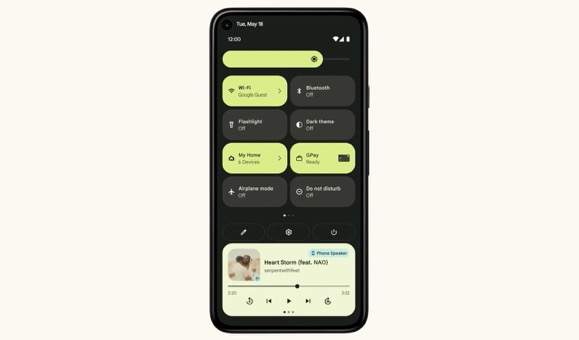 Tue, May 18
12:00
Wi-Fi
Google Guest
Bluetooth
Off
Flashlight
Off
Dark theme
Off
My Home
6 Devices
GPay
Ready
Airplane mode
Off
Do not disturb
Off
Phone Speaker
Heart Storm (feat. NAO)
serpentwithfeet
2:20
3:32